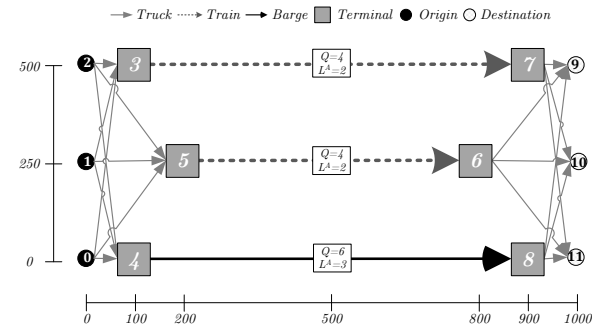 Truck Train Barge Terminal Origin Destination
2 3 Q=4 7 9
L^A=2
500
1 5 Q=4 6 10
L^A=2
250
0 4 Q=6 8 11
L^A=3
0
0 100 200 500 800 900 1000